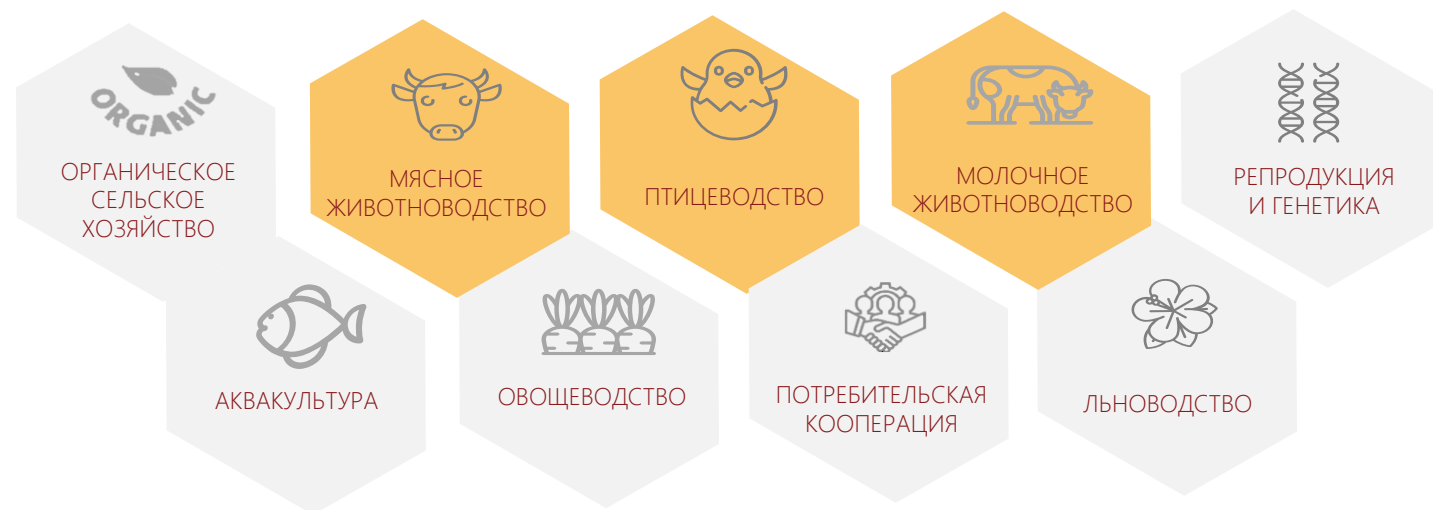 ORGANIC
ОРГАНИЧЕСКОЕ
СЕЛЬСКОЕ
ХОЗЯЙСТВО
МЯСНОЕ
ЖИВОТНОВОДСТВО
ПТИЦЕВОДСТВО
МОЛОЧНОЕ
ЖИВОТНОВОДСТВО
РЕПРОДУКЦИЯ
И ГЕНЕТИКА
АКВАКУЛЬТУРА
ОВОЩЕВОДСТВО
ПОТРЕБИТЕЛЬСКАЯ
КООПЕРАЦИЯ
ЛЬНОВОДСТВО